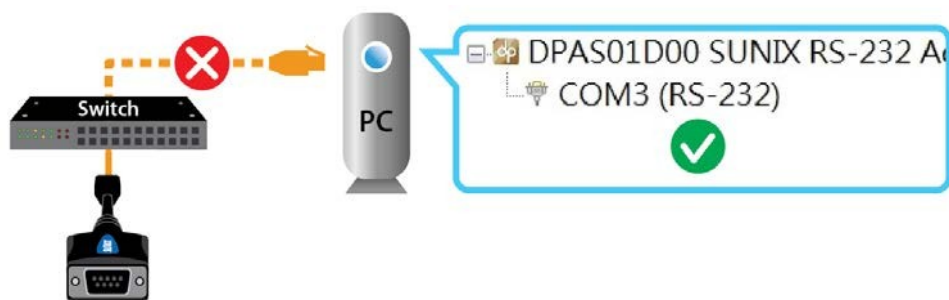 DPAS01D00 SUNIX RS-232 A
COM3 (RS-232)
Switch
PC